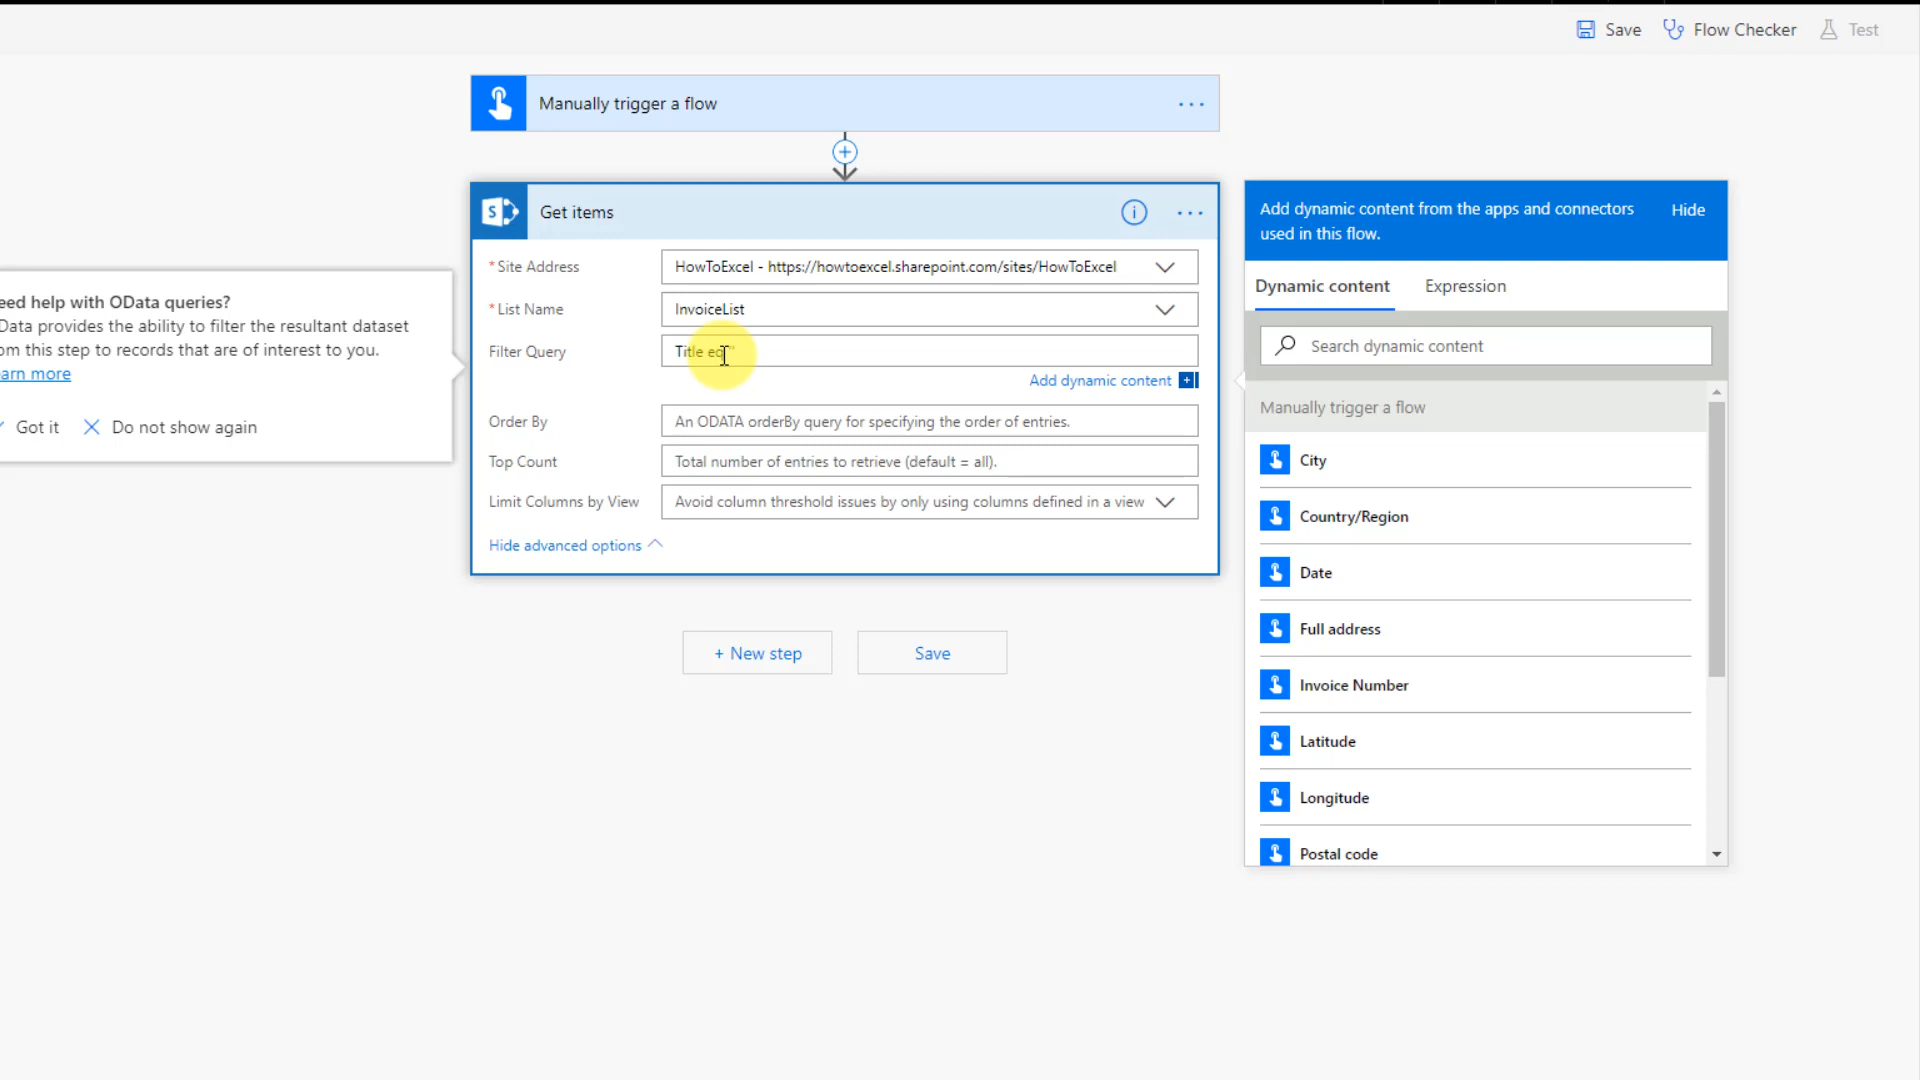 Save
Flow Checker
Test
Manually trigger a flow
Get items
Add dynamic content from the apps and connectors
used in this flow.
Hide
*Site Address
HowToExcel - https://howtoexcel.sharepoint.com/sites/HowToExcel
*List Name
InvoiceList
Filter Query
Title eq ''
Add dynamic content
Order By
An ODATA orderBy query for specifying the order of entries.
Top Count
Total number of entries to retrieve (default = all).
Limit Columns by View
Avoid column threshold issues by only using columns defined in a view
Hide advanced options
+ New step
Save
eed help with OData queries?
Data provides the ability to filter the resultant dataset
om this step to records that are of interest to you.
arn more
Got it
Do not show again
Dynamic content
Expression
Search dynamic content
Manually trigger a flow
City
Country/Region
Date
Full address
Invoice Number
Latitude
Longitude
Postal code